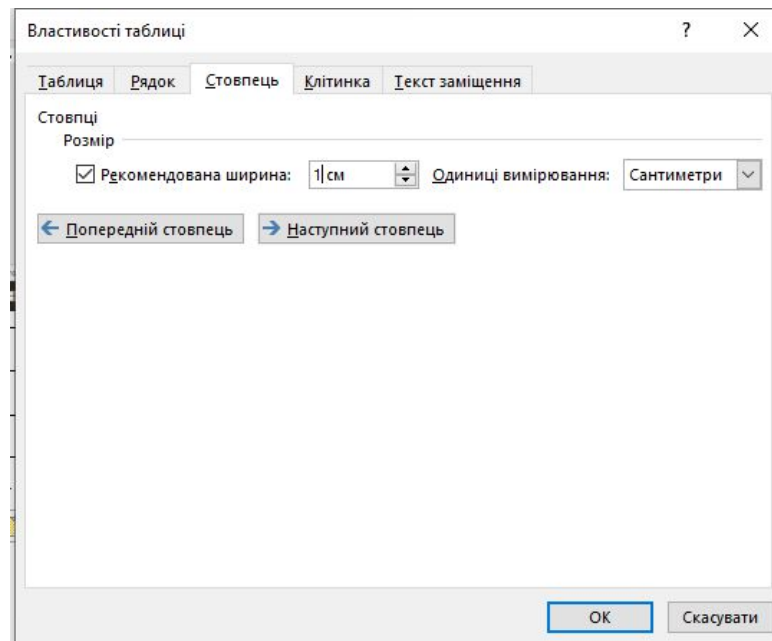 Властивості таблиці ?
Таблиця Рядок Стовпець Клітинка Текст заміщення
Стовпці
Розмір
Рекомендована ширина: 1 см Одиниці вимірювання: Сантиметри
Попередній стовпець Наступний стовпець
ОК Скасувати